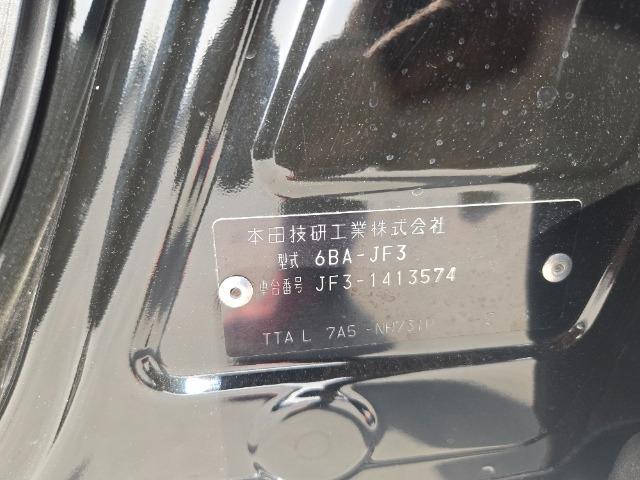 本田技研工業株式会社
型式 6BA-JF3
車台番号 JF3-1413574
TTA L 7A5 -NH731P